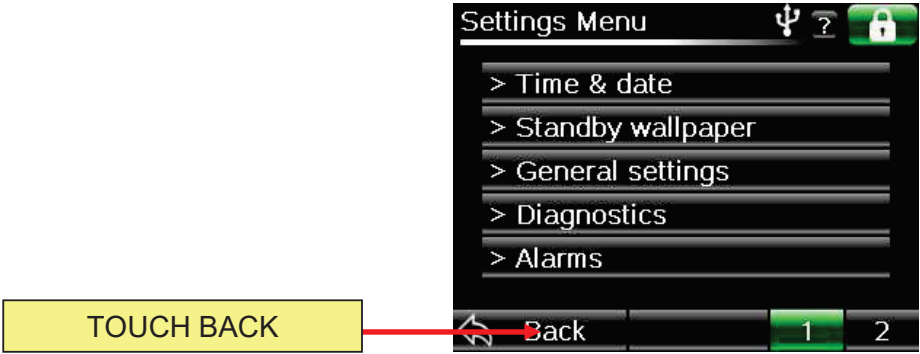 Settings Menu ?
> Time & date
> Standby wallpaper
> General settings
> Diagnostics
> Alarms
TOUCH BACK
Back 1 2